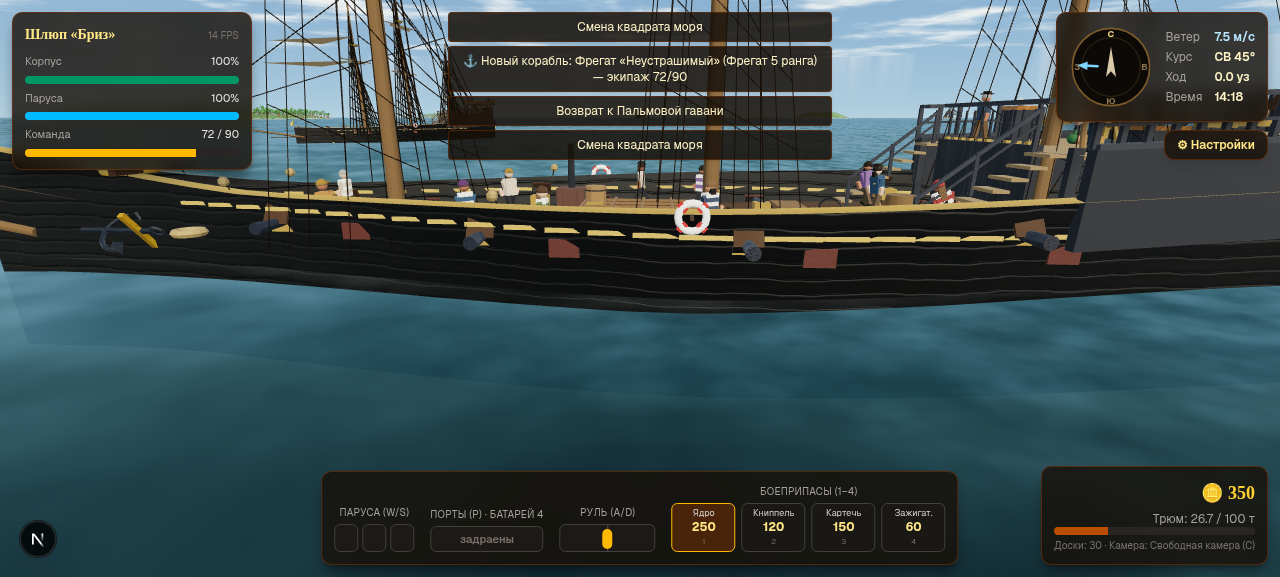 Шлюп «Бриз»
14 FPS
Корпус 100%
Паруса 100%
Команда 72 / 90
Смена квадрата моря
⚓ Новый корабль: Фрегат «Неустрашимый» (Фрегат 5 ранга)
— экипаж 72/90
Возврат к Пальмовой гавани
Смена квадрата моря
С
З
В
Ю
Ветер 7.5 м/с
Курс СВ 45°
Ход 0.0 уз
Время 14:18
⚙ Настройки
ПАРУСА (W/S)
ПОРТЫ (P) · БАТАРЕЙ 4
задраены
РУЛЬ (A/D)
БОЕПРИПАСЫ (1–4)
Ядро
250
1
Книппель
120
2
Картечь
150
3
Зажигат.
60
4
350
Трюм: 26.7 / 100 т
Доски: 30 · Камера: Свободная камера (C)
N